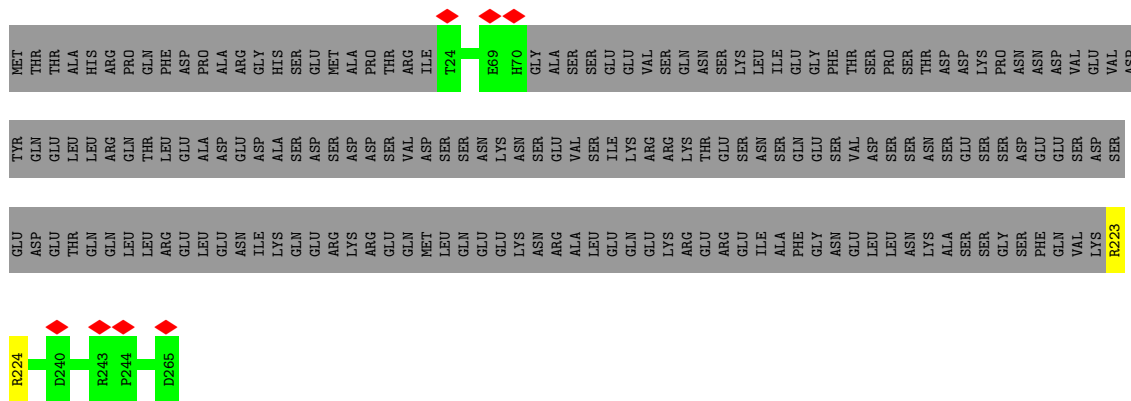 MET THR THR ALA HIS ARG PRO GLN PHE ASP PRO ALA ARG GLY HIS SER GLU MET ALA PRO THR ARG ILE T24 E69 H70 GLY ALA SER SER GLU GLU VAL SER GLN ASN SER LYS LEU ILE GLU GLY PHE THR SER PRO SER THR ASP ASP LYS PRO ASN ASN ASP VAL GLU VAL ASP
TYR GLN GLU LEU LEU ARG GLN THR LEU GLU ALA ASP GLU ASP ALA SER ASP SER ASP ASP SER VAL ASP SER SER ASN LYS ASN SER GLU VAL SER ILE LYS ARG ARG LYS THR GLU SER ASN SER GLN GLU SER VAL ASP SER SER ASN SER GLU SER SER ASP GLU GLU SER ASP SER
GLU ASP GLU THR GLN GLN LEU LEU ARG GLU LEU GLU ASN ILE LYS GLN GLU ARG LYS ARG GLU GLN MET LEU GLN GLU GLU LYS ASN ARG ALA LEU GLU GLN GLU LYS ARG GLU ARG GLU ILE ALA PHE GLY ASN GLU LEU LEU ASN LYS ALA SER SER GLY SER PHE GLN VAL LYS R223
R224 D240 R243 P244 D265